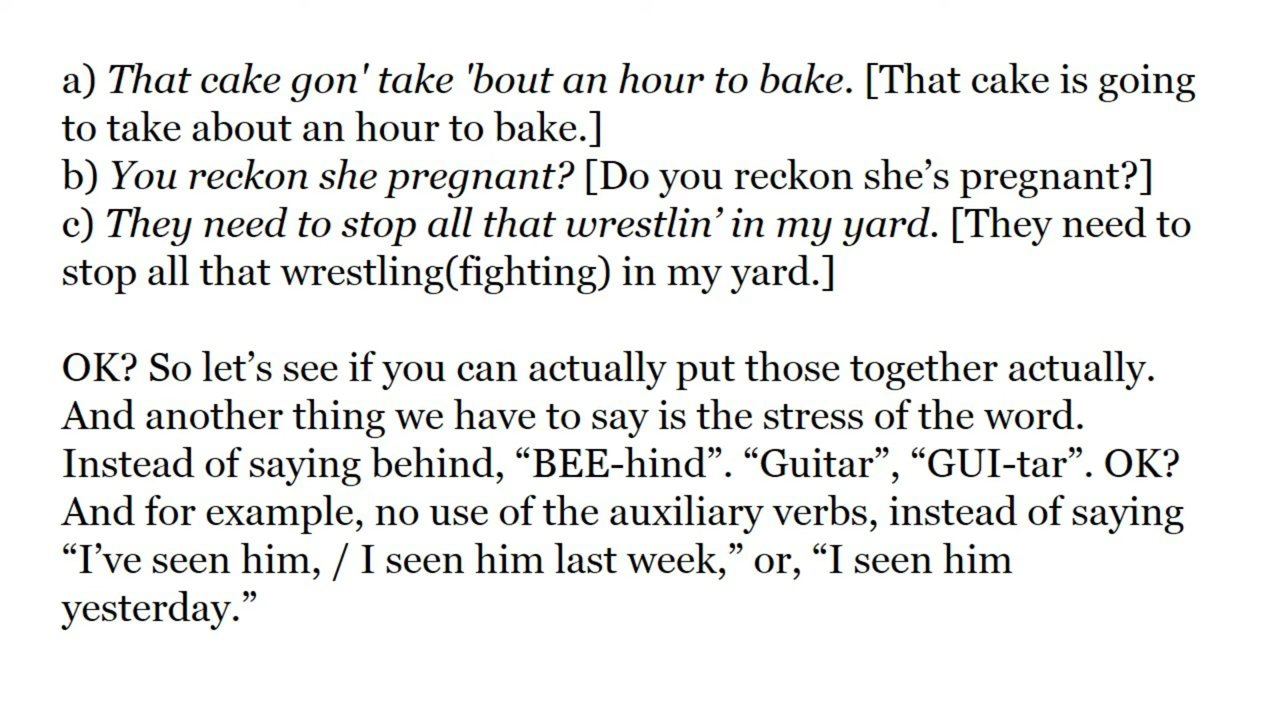 a) That cake gon' take 'bout an hour to bake. [That cake is going
to take about an hour to bake.]
b) You reckon she pregnant? [Do you reckon she’s pregnant?]
c) They need to stop all that wrestlin’ in my yard. [They need to
stop all that wrestling(fighting) in my yard.]
OK? So let’s see if you can actually put those together actually.
And another thing we have to say is the stress of the word.
Instead of saying behind, “BEE-hind”. “Guitar”, “GUI-tar”. OK?
And for example, no use of the auxiliary verbs, instead of saying
“I’ve seen him, / I seen him last week,” or, “I seen him
yesterday.”